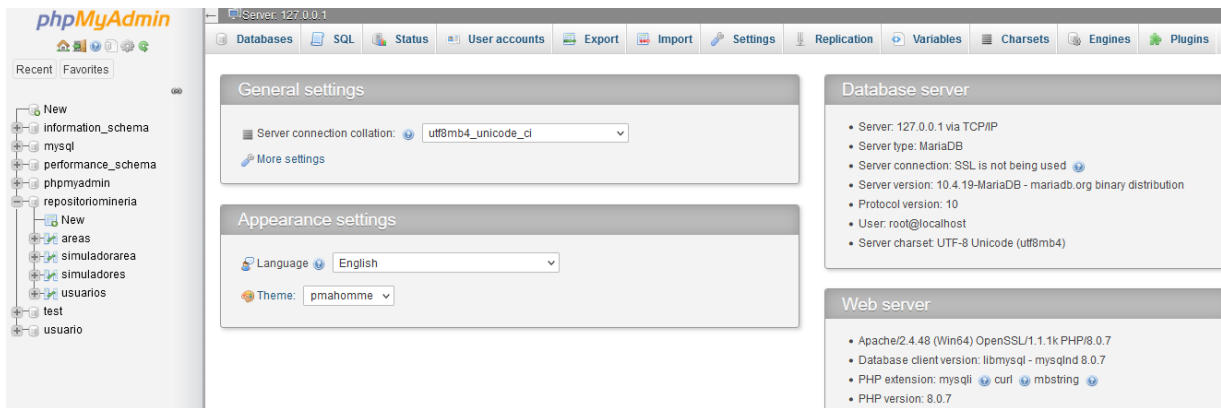 phpMyAdmin
Recent Favorites
New
information_schema
mysql
performance_schema
phpmyadmin
repositoriomineria
New
areas
simuladorarea
simuladores
usuarios
test
usuario
Server: 127.0.0.1
Databases SQL Status User accounts Export Import Settings Replication Variables Charsets Engines Plugins
General settings
Server connection collation: utf8mb4_unicode_ci
More settings
Appearance settings
Language English
Theme: pmahomme
Database server
• Server: 127.0.0.1 via TCP/IP
• Server type: MariaDB
• Server connection: SSL is not being used
• Server version: 10.4.19-MariaDB - mariadb.org binary distribution
• Protocol version: 10
• User: root@localhost
• Server charset: UTF-8 Unicode (utf8mb4)
Web server
• Apache/2.4.48 (Win64) OpenSSL/1.1.1k PHP/8.0.7
• Database client version: libmysql - mysqlnd 8.0.7
• PHP extension: mysqli curl mbstring
• PHP version: 8.0.7